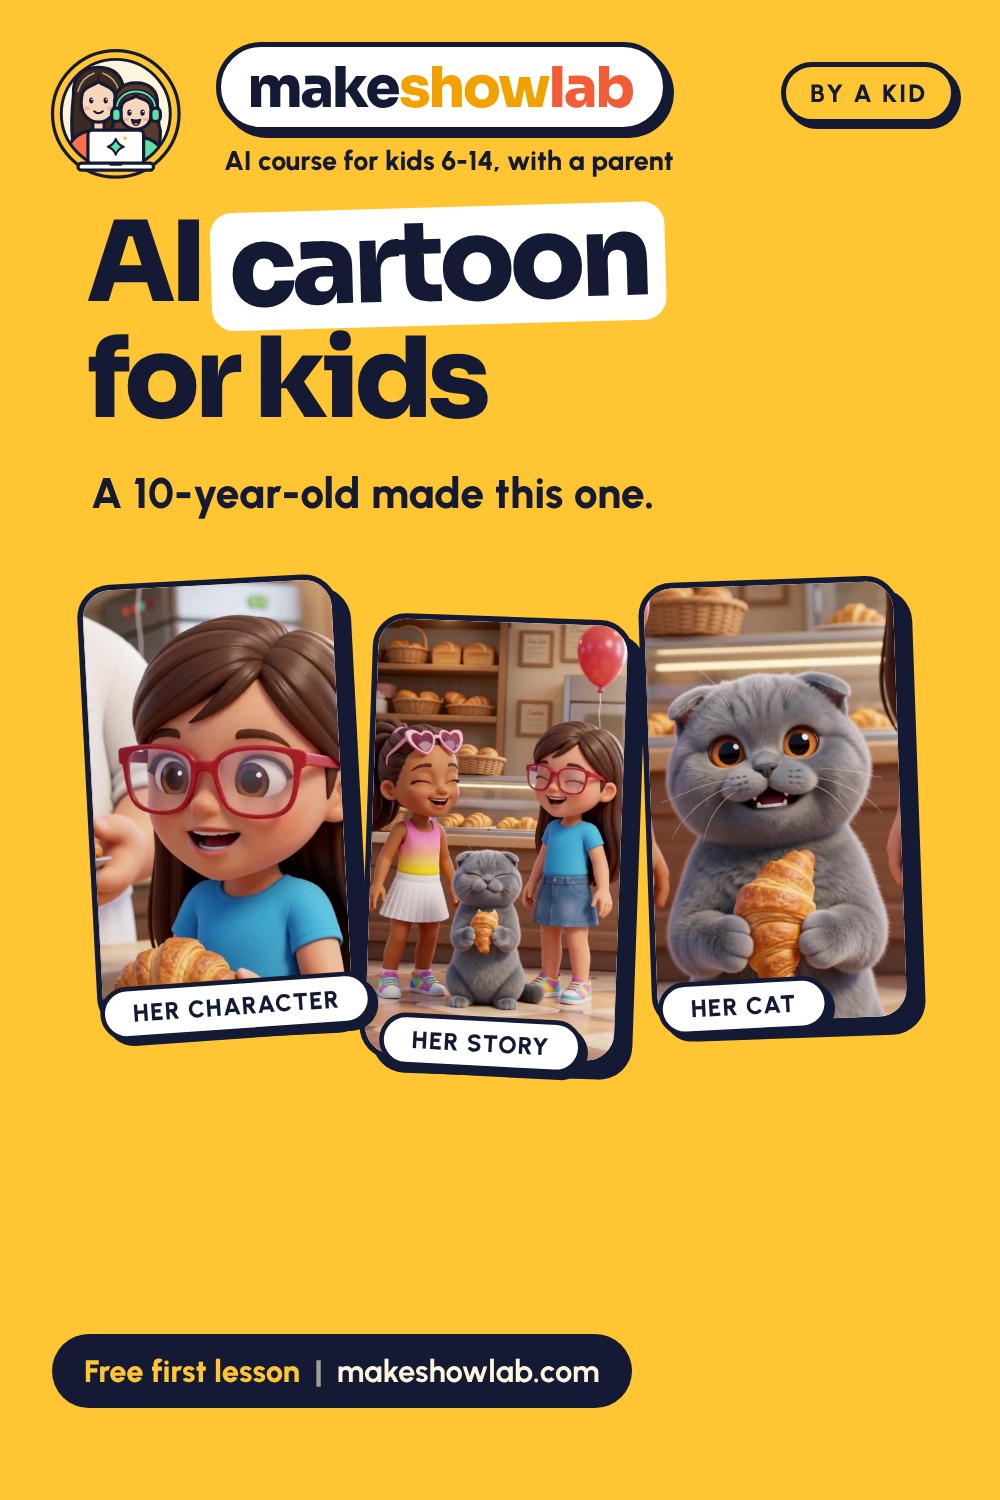 makeshowlab
BY A KID
AI course for kids 6-14, with a parent
AI cartoon
for kids
A 10-year-old made this one.
HER CHARACTER
HER STORY
HER CAT
Free first lesson | makeshowlab.com